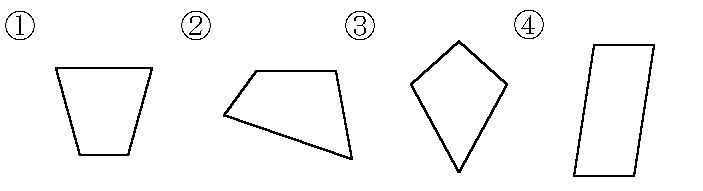 ① ② ③ ④